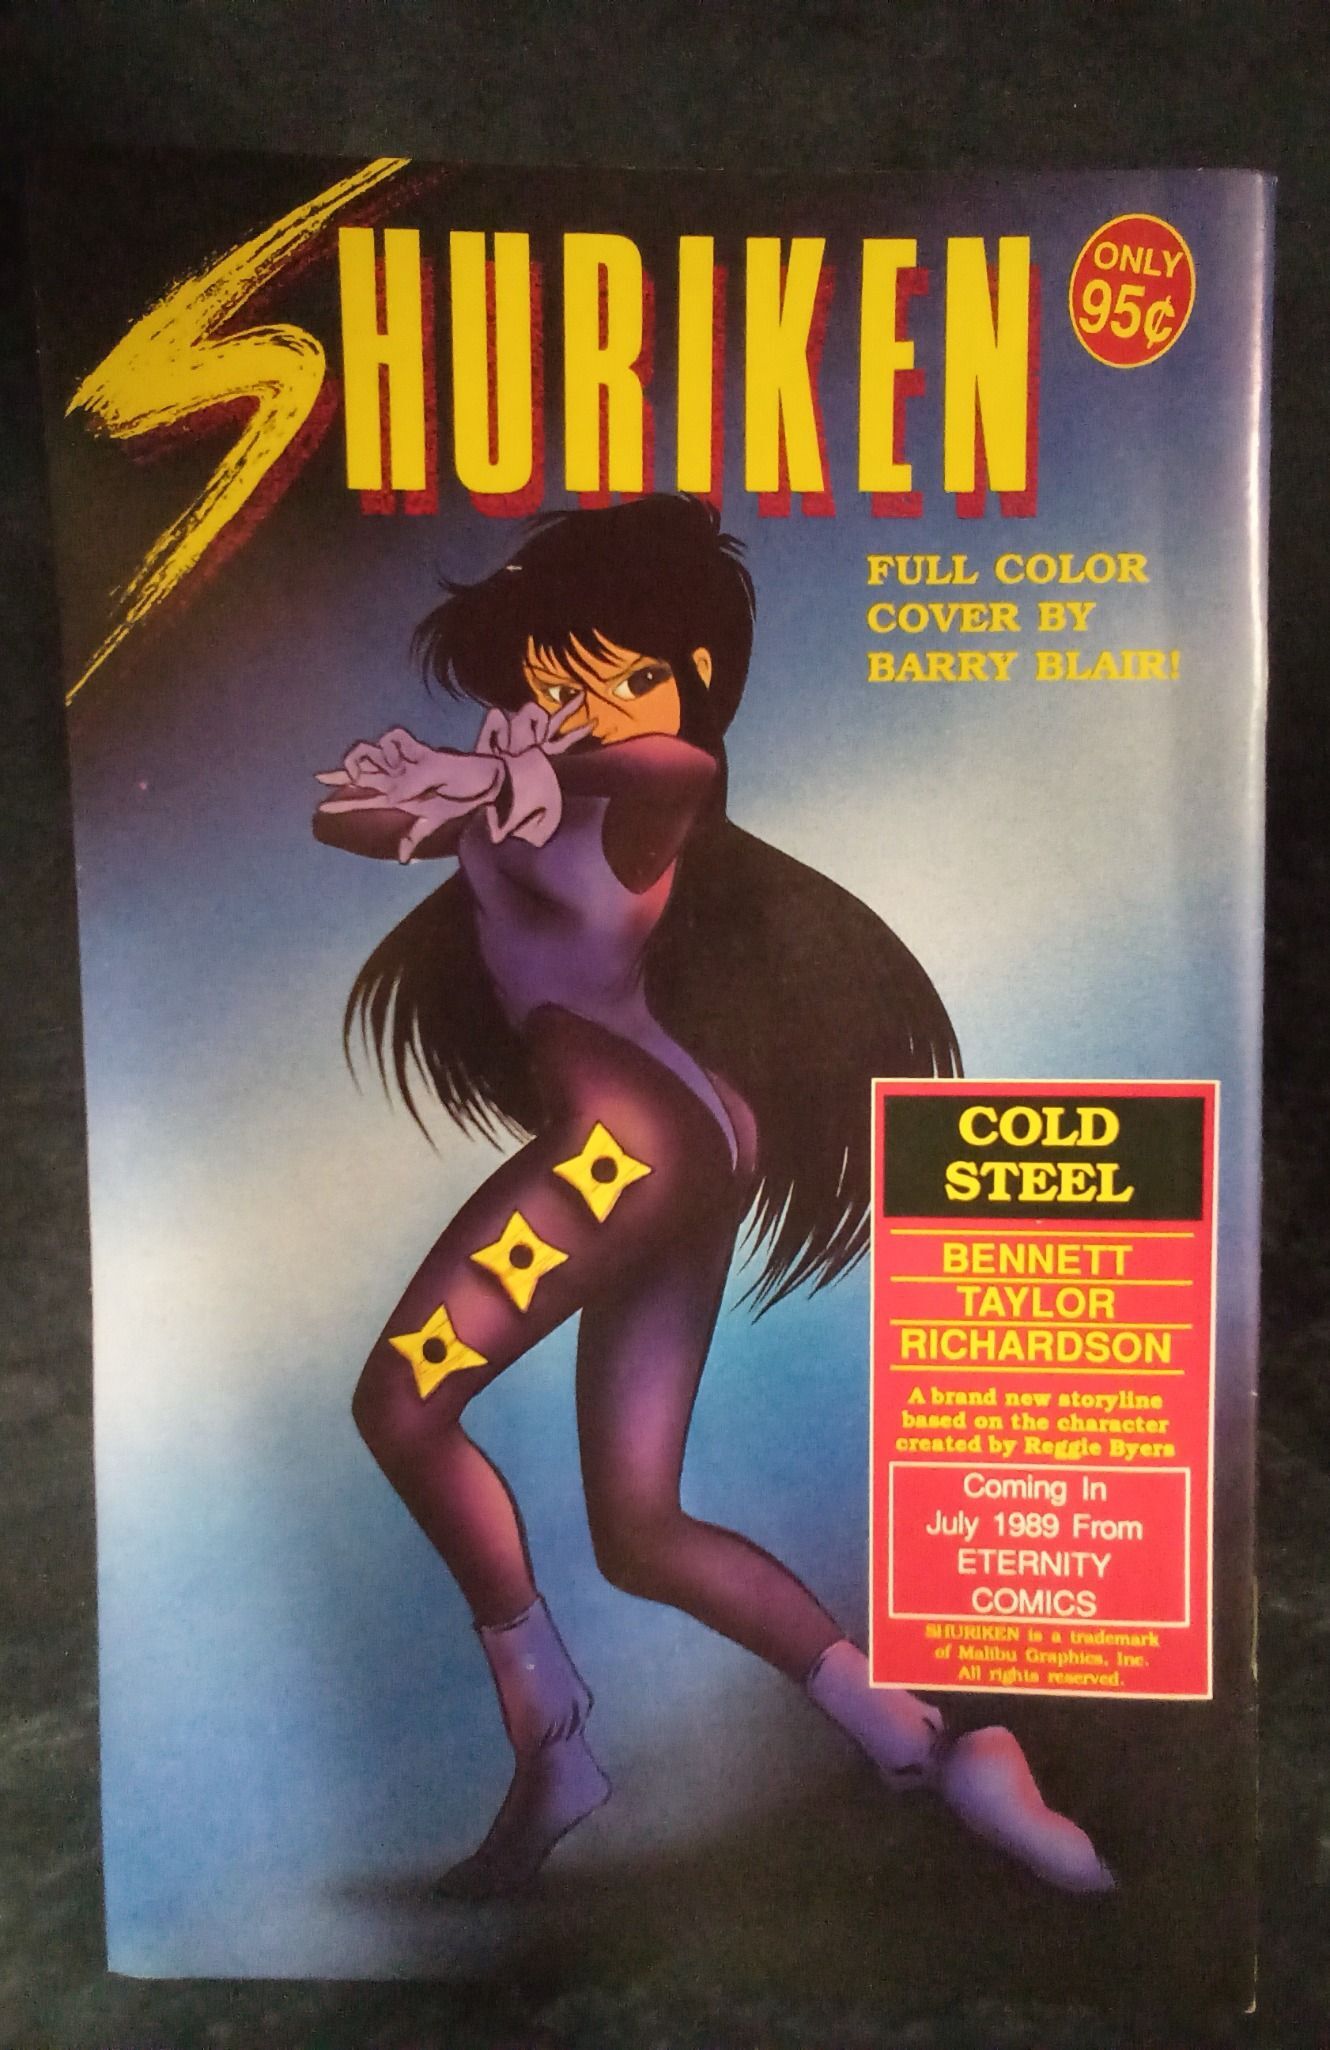 SHURIKEN
ONLY
95¢
FULL COLOR
COVER BY
BARRY BLAIR!
COLD
STEEL
BENNETT
TAYLOR
RICHARDSON
A brand new storyline
based on the character
created by Reggie Byers
Coming In
July 1989 From
ETERNITY
COMICS
SHURIKEN is a trademark
of Malibu Graphics, Inc.
All rights reserved.